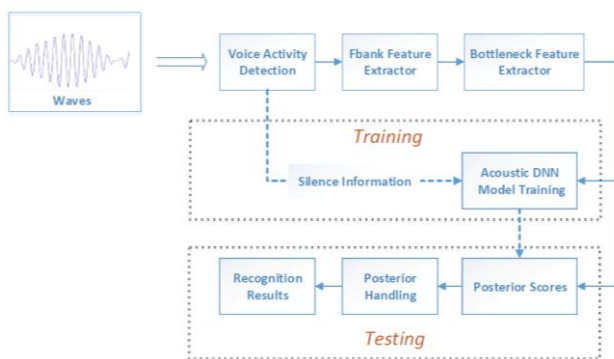 Waves
Voice Activity
Detection
Fbank Feature
Extractor
Bottleneck Feature
Extractor
Training
Silence Information
Acoustic DNN
Model Training
Recognition
Results
Posterior
Handling
Posterior Scores
Testing